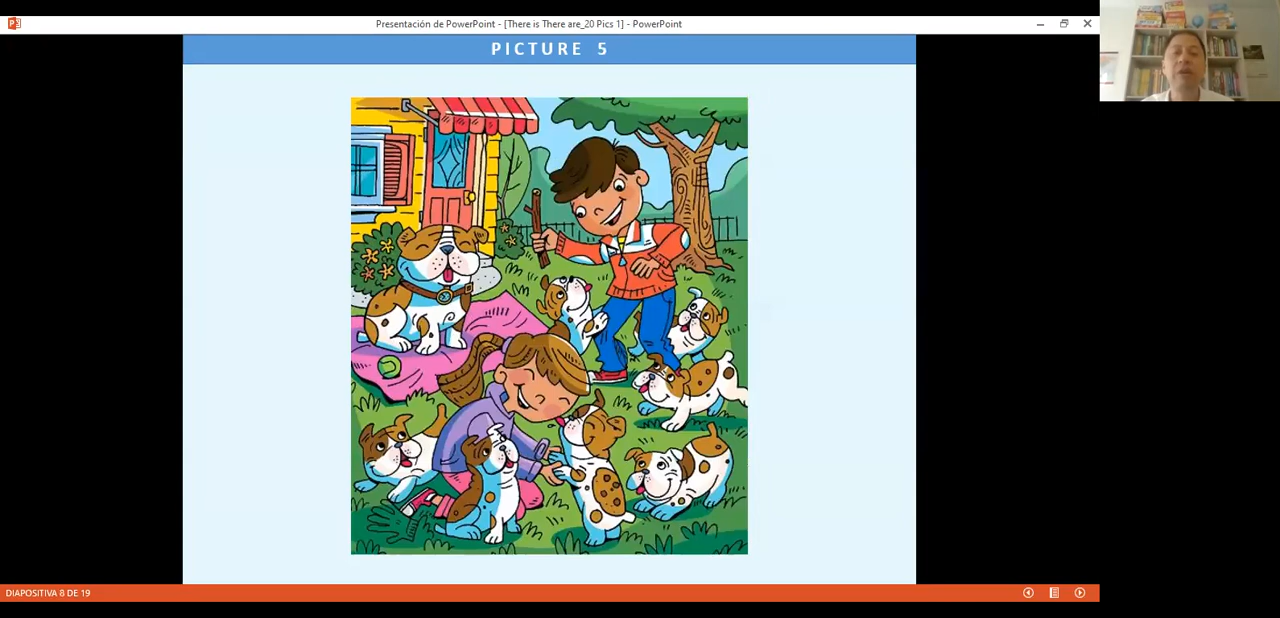 Presentación de PowerPoint - [There is There are_20 Pics 1] - PowerPoint
PICTURE 5
DIAPOSITIVA 8 DE 19